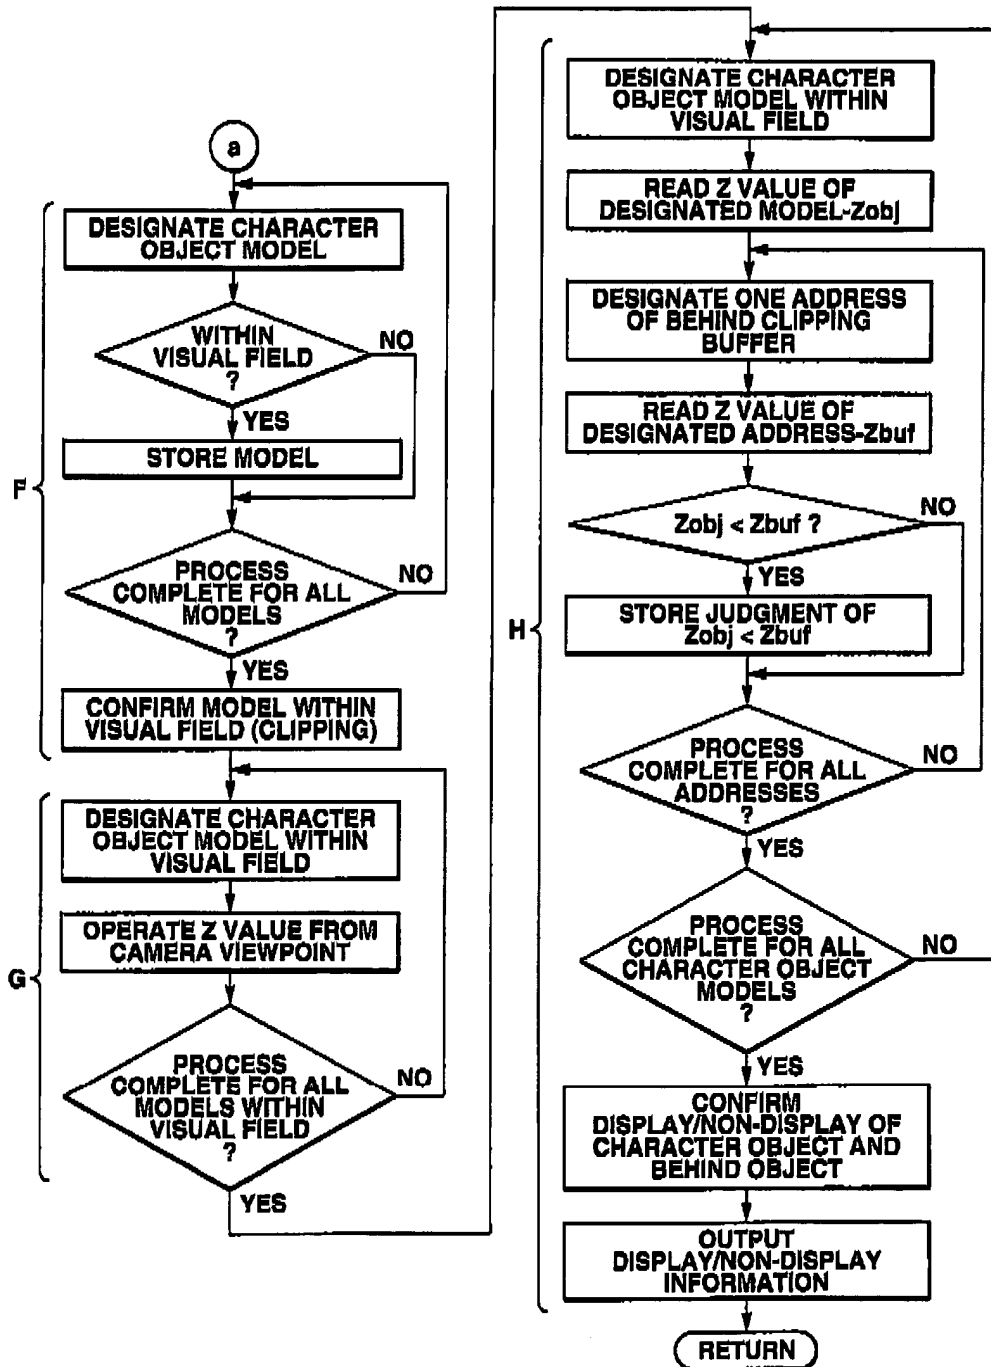 a
DESIGNATE CHARACTER
OBJECT MODEL
WITHIN
VISUAL FIELD
?
NO
YES
STORE MODEL
F
PROCESS
COMPLETE FOR ALL
MODELS
?
NO
YES
CONFIRM MODEL WITHIN
VISUAL FIELD (CLIPPING)
DESIGNATE CHARACTER
OBJECT MODEL WITHIN
VISUAL FIELD
OPERATE Z VALUE FROM
CAMERA VIEWPOINT
G
PROCESS
COMPLETE FOR ALL
MODELS WITHIN
VISUAL FIELD
?
NO
YES
DESIGNATE CHARACTER
OBJECT MODEL WITHIN
VISUAL FIELD
READ Z VALUE OF
DESIGNATED MODEL-Zobj
DESIGNATE ONE ADDRESS
OF BEHIND CLIPPING
BUFFER
READ Z VALUE OF
DESIGNATED ADDRESS-Zbuf
Zobj < Zbuf ?
NO
YES
STORE JUDGMENT OF
Zobj < Zbuf
H
PROCESS
COMPLETE FOR ALL
ADDRESSES
?
NO
YES
PROCESS
COMPLETE FOR ALL
CHARACTER OBJECT
MODELS
?
NO
YES
CONFIRM
DISPLAY/NON-DISPLAY OF
CHARACTER OBJECT AND
BEHIND OBJECT
OUTPUT
DISPLAY/NON-DISPLAY
INFORMATION
RETURN